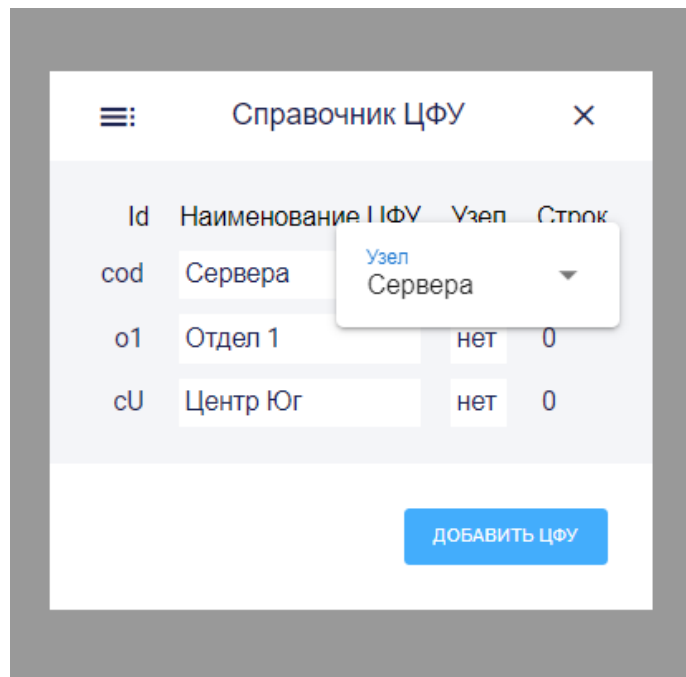 Справочник ЦФУ
Id Наименование ЦФУ Узел Строк
cod Сервера
Узел
Сервера
o1 Отдел 1 нет 0
cU Центр Юг нет 0
ДОБАВИТЬ ЦФУ